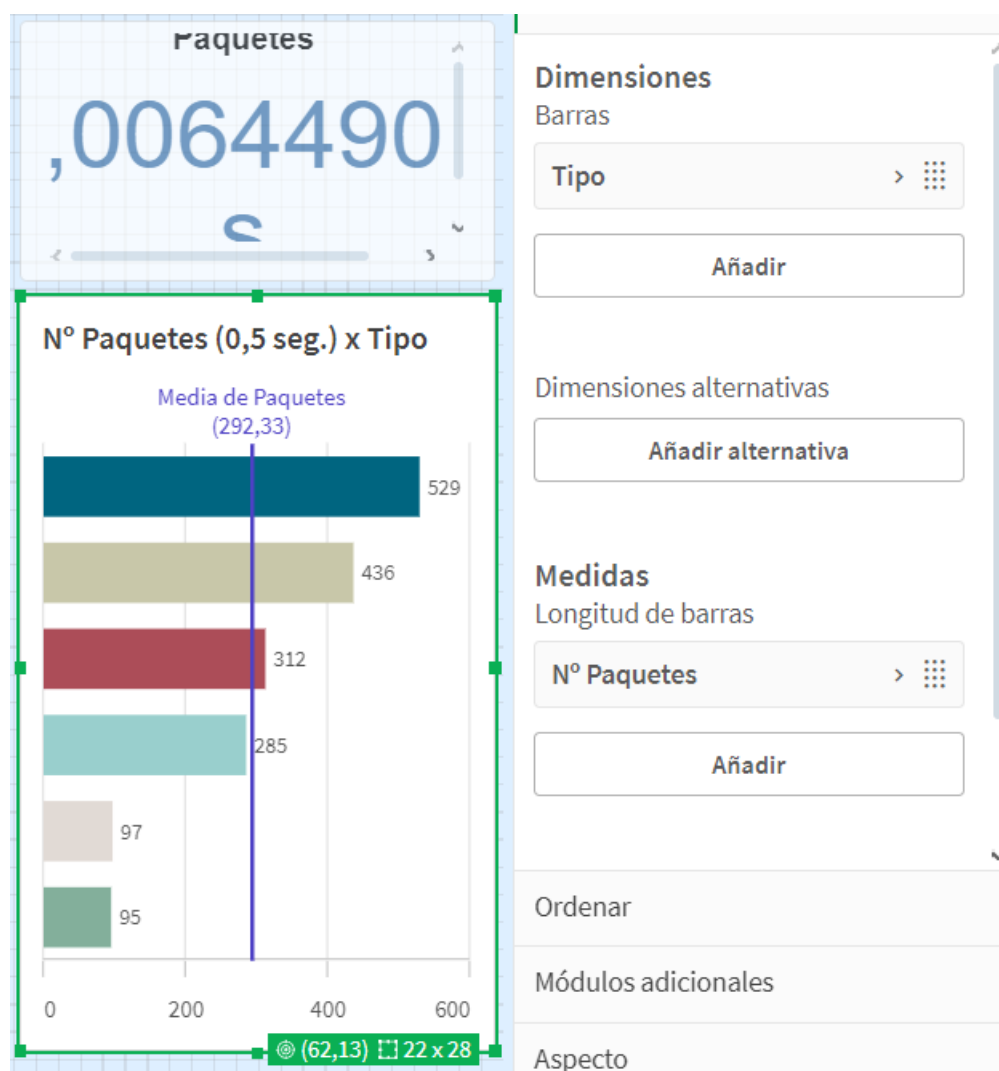 Paquetes
,0064490
s
Nº Paquetes (0,5 seg.) x Tipo
Media de Paquetes
(292,33)
529
436
312
285
97
95
0 200 400 600
(62,13) 22 x 28
Dimensiones
Barras
Tipo
Añadir
Dimensiones alternativas
Añadir alternativa
Medidas
Longitud de barras
Nº Paquetes
Añadir
Ordenar
Módulos adicionales
Aspecto